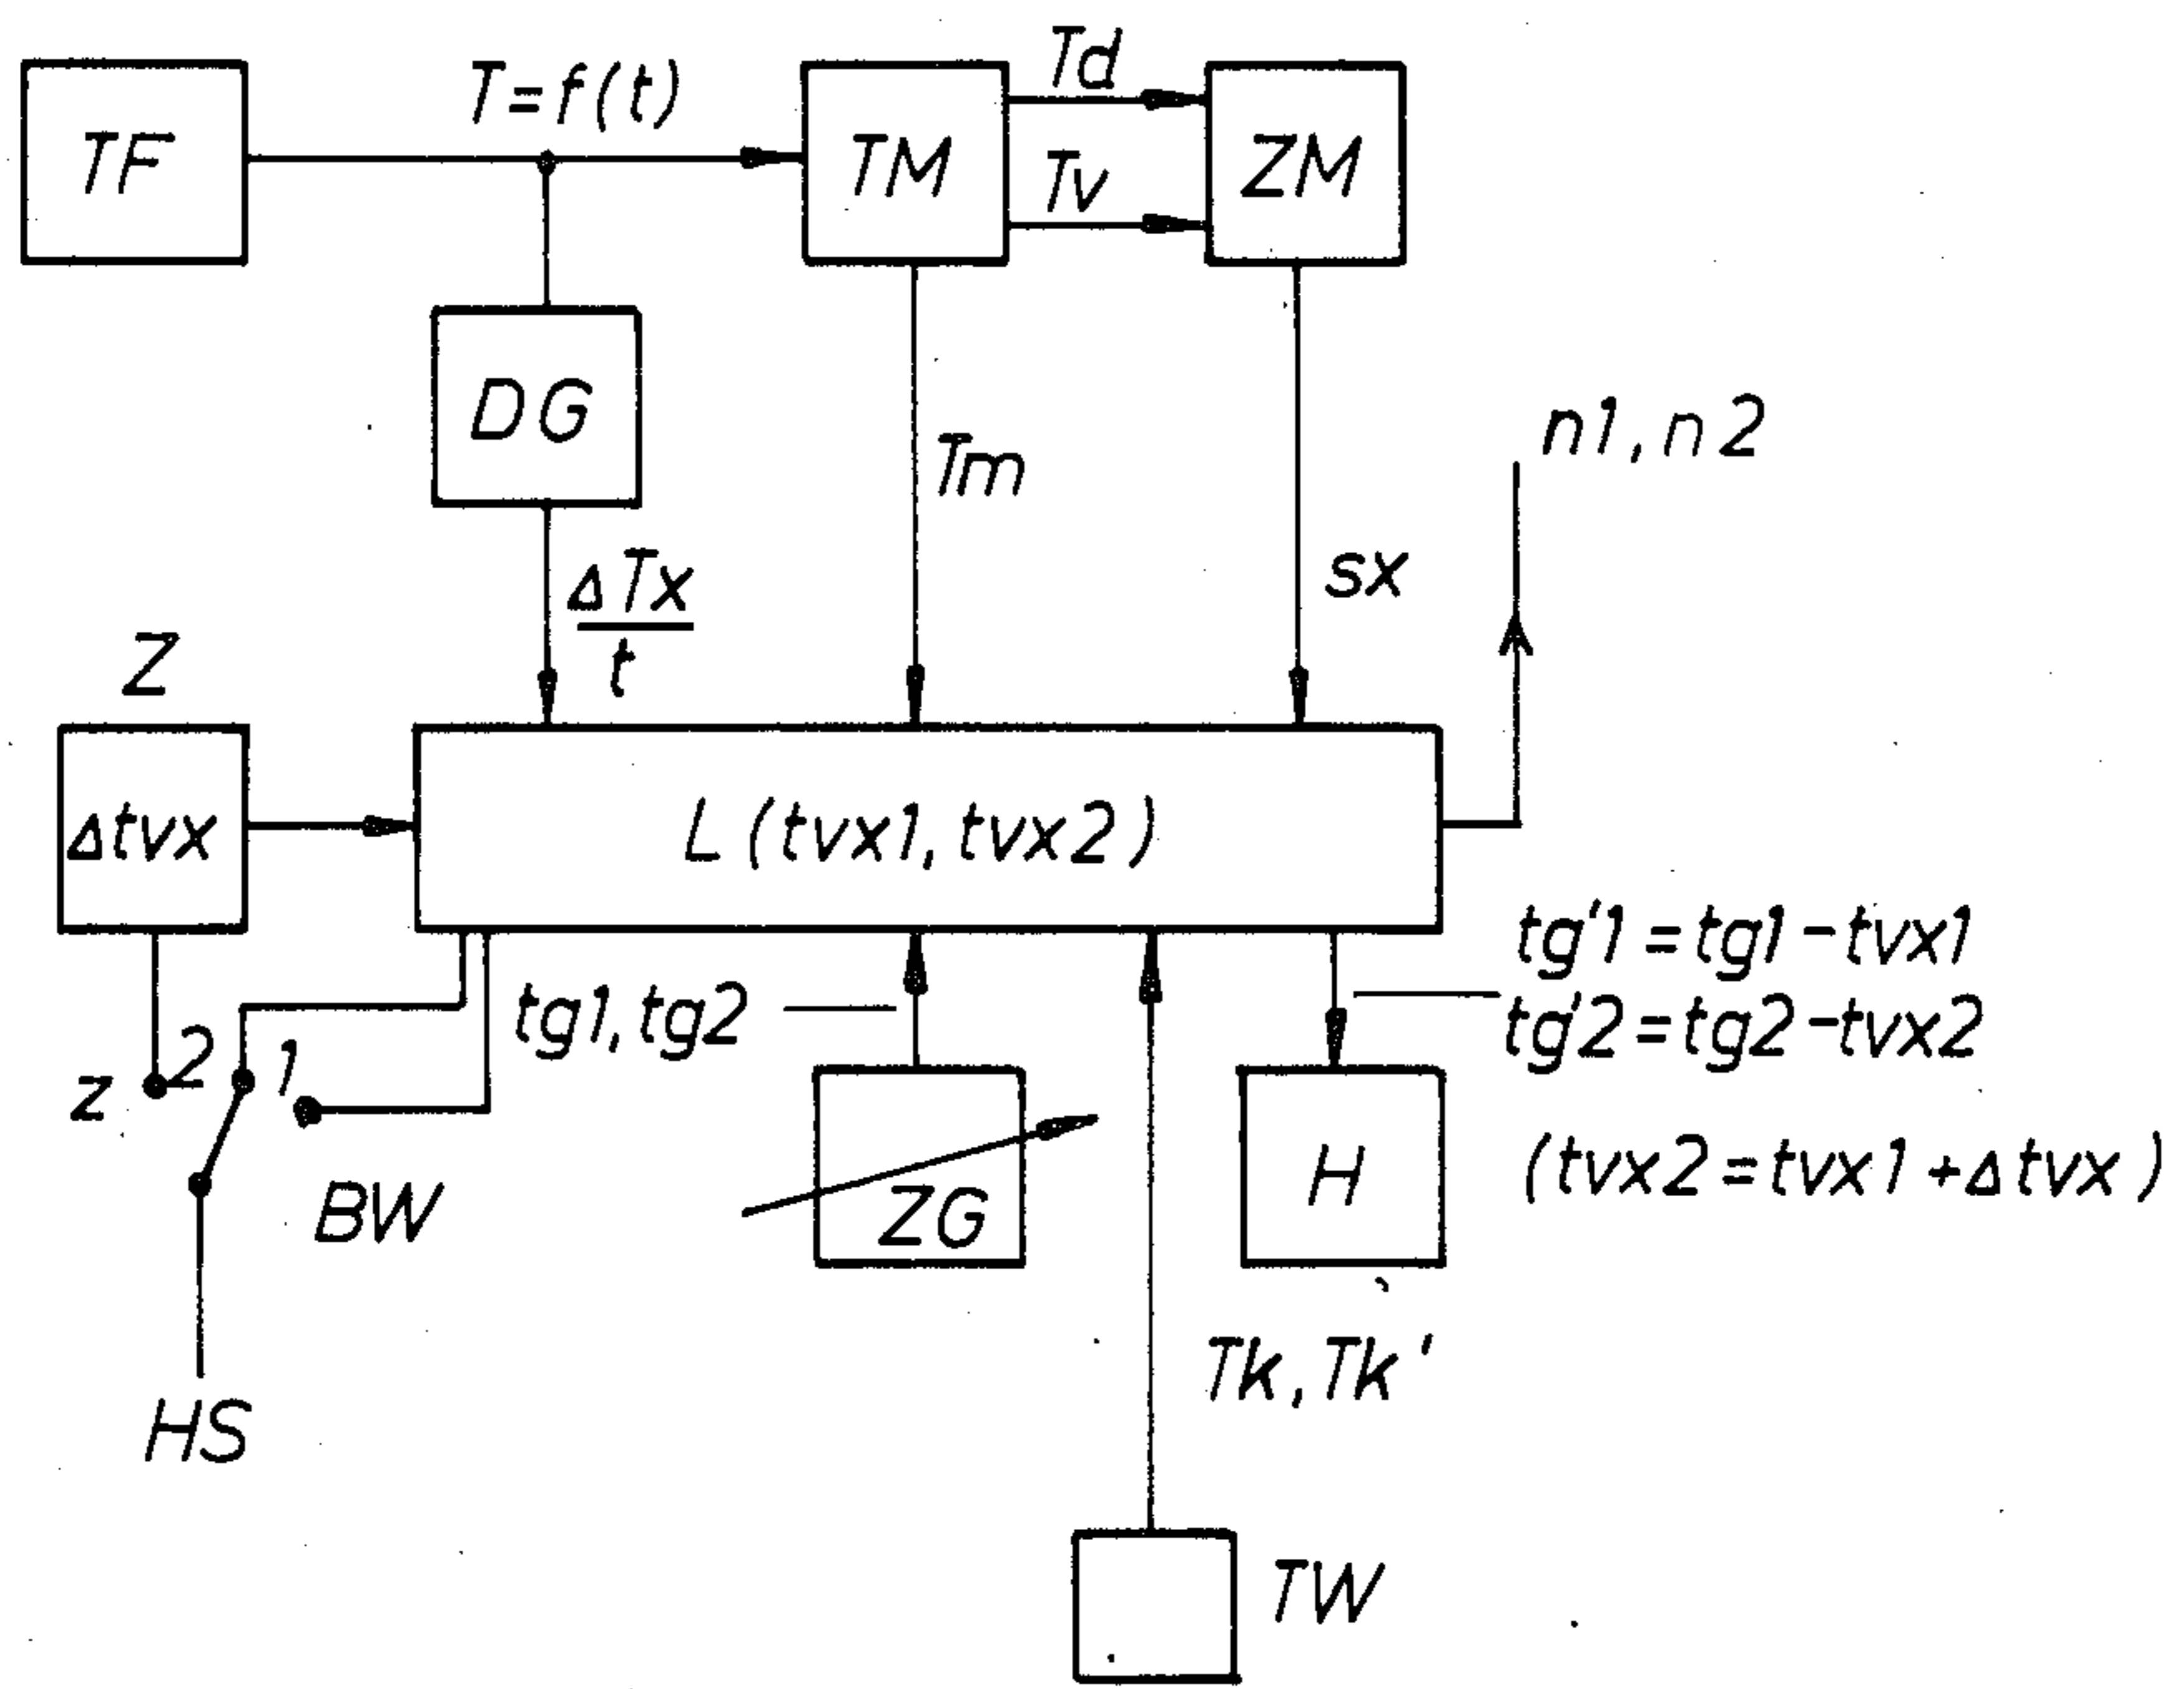 TF
T=f(t)
TM
Td
Tv
ZM
DG
Tm
sx
n1, n2
ΔTx
t
Z
Δtvx
L (tvx1, tvx2)
tg1, tg2
tg'1 = tg1 - tvx1
tg'2 = tg2 - tvx2
(tvx2 = tvx1 + Δtvx)
z
2
1
BW
ZG
H
HS
Tk, Tk'
TW